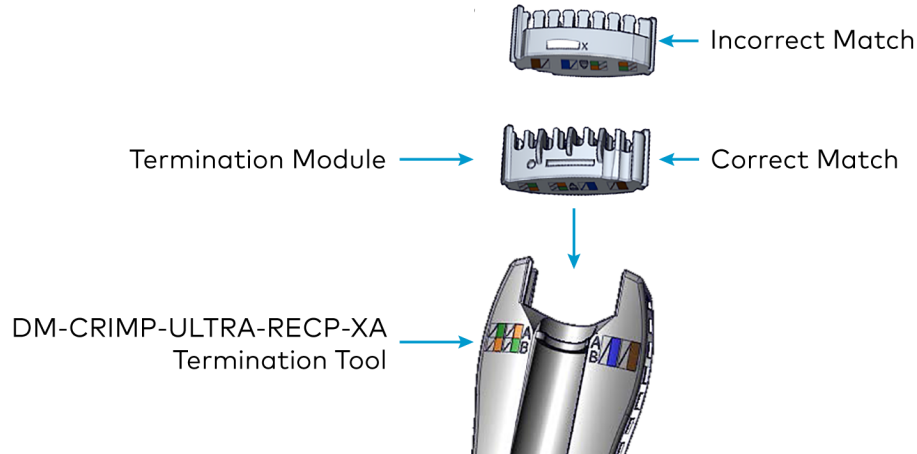 X
Incorrect Match
Termination Module
Correct Match
DM-CRIMP-ULTRA-RECP-XA
Termination Tool
A
B
A
B